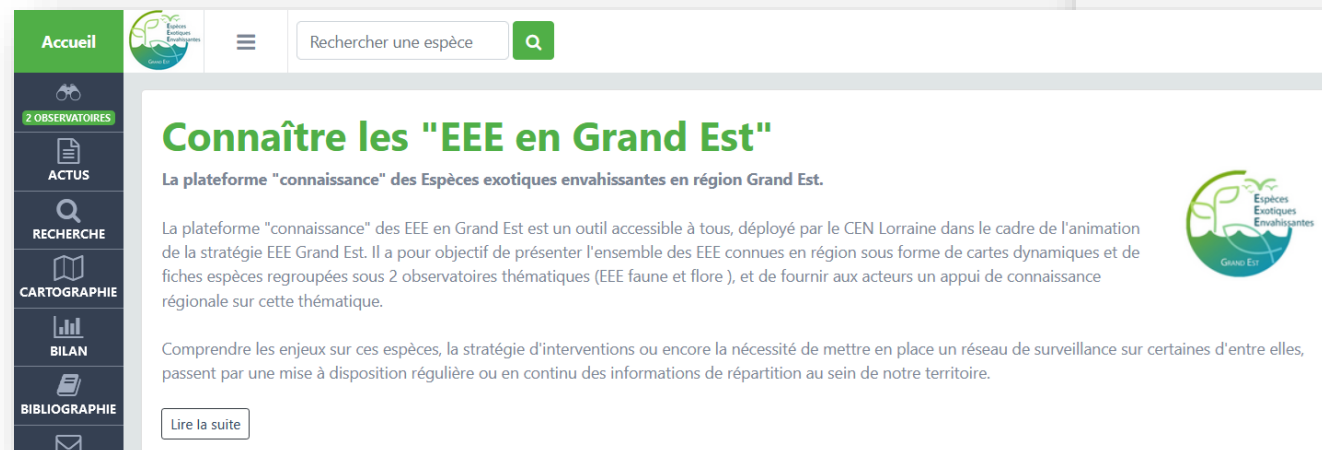 Accueil
Espèces
Exotiques
Envahissantes
Grand Est
Rechercher une espèce
2 OBSERVATOIRES
ACTUS
RECHERCHE
CARTOGRAPHIE
BILAN
BIBLIOGRAPHIE
Connaître les "EEE en Grand Est"
La plateforme "connaissance" des Espèces exotiques envahissantes en région Grand Est.
La plateforme "connaissance" des EEE en Grand Est est un outil accessible à tous, déployé par le CEN Lorraine dans le cadre de l'animation
de la stratégie EEE Grand Est. Il a pour objectif de présenter l'ensemble des EEE connues en région sous forme de cartes dynamiques et de
fiches espèces regroupées sous 2 observatoires thématiques (EEE faune et flore ), et de fournir aux acteurs un appui de connaissance
régionale sur cette thématique.
Espèces
Exotiques
Envahissantes
Grand Est
Comprendre les enjeux sur ces espèces, la stratégie d'interventions ou encore la nécessité de mettre en place un réseau de surveillance sur certaines d'entre elles,
passent par une mise à disposition régulière ou en continu des informations de répartition au sein de notre territoire.
Lire la suite